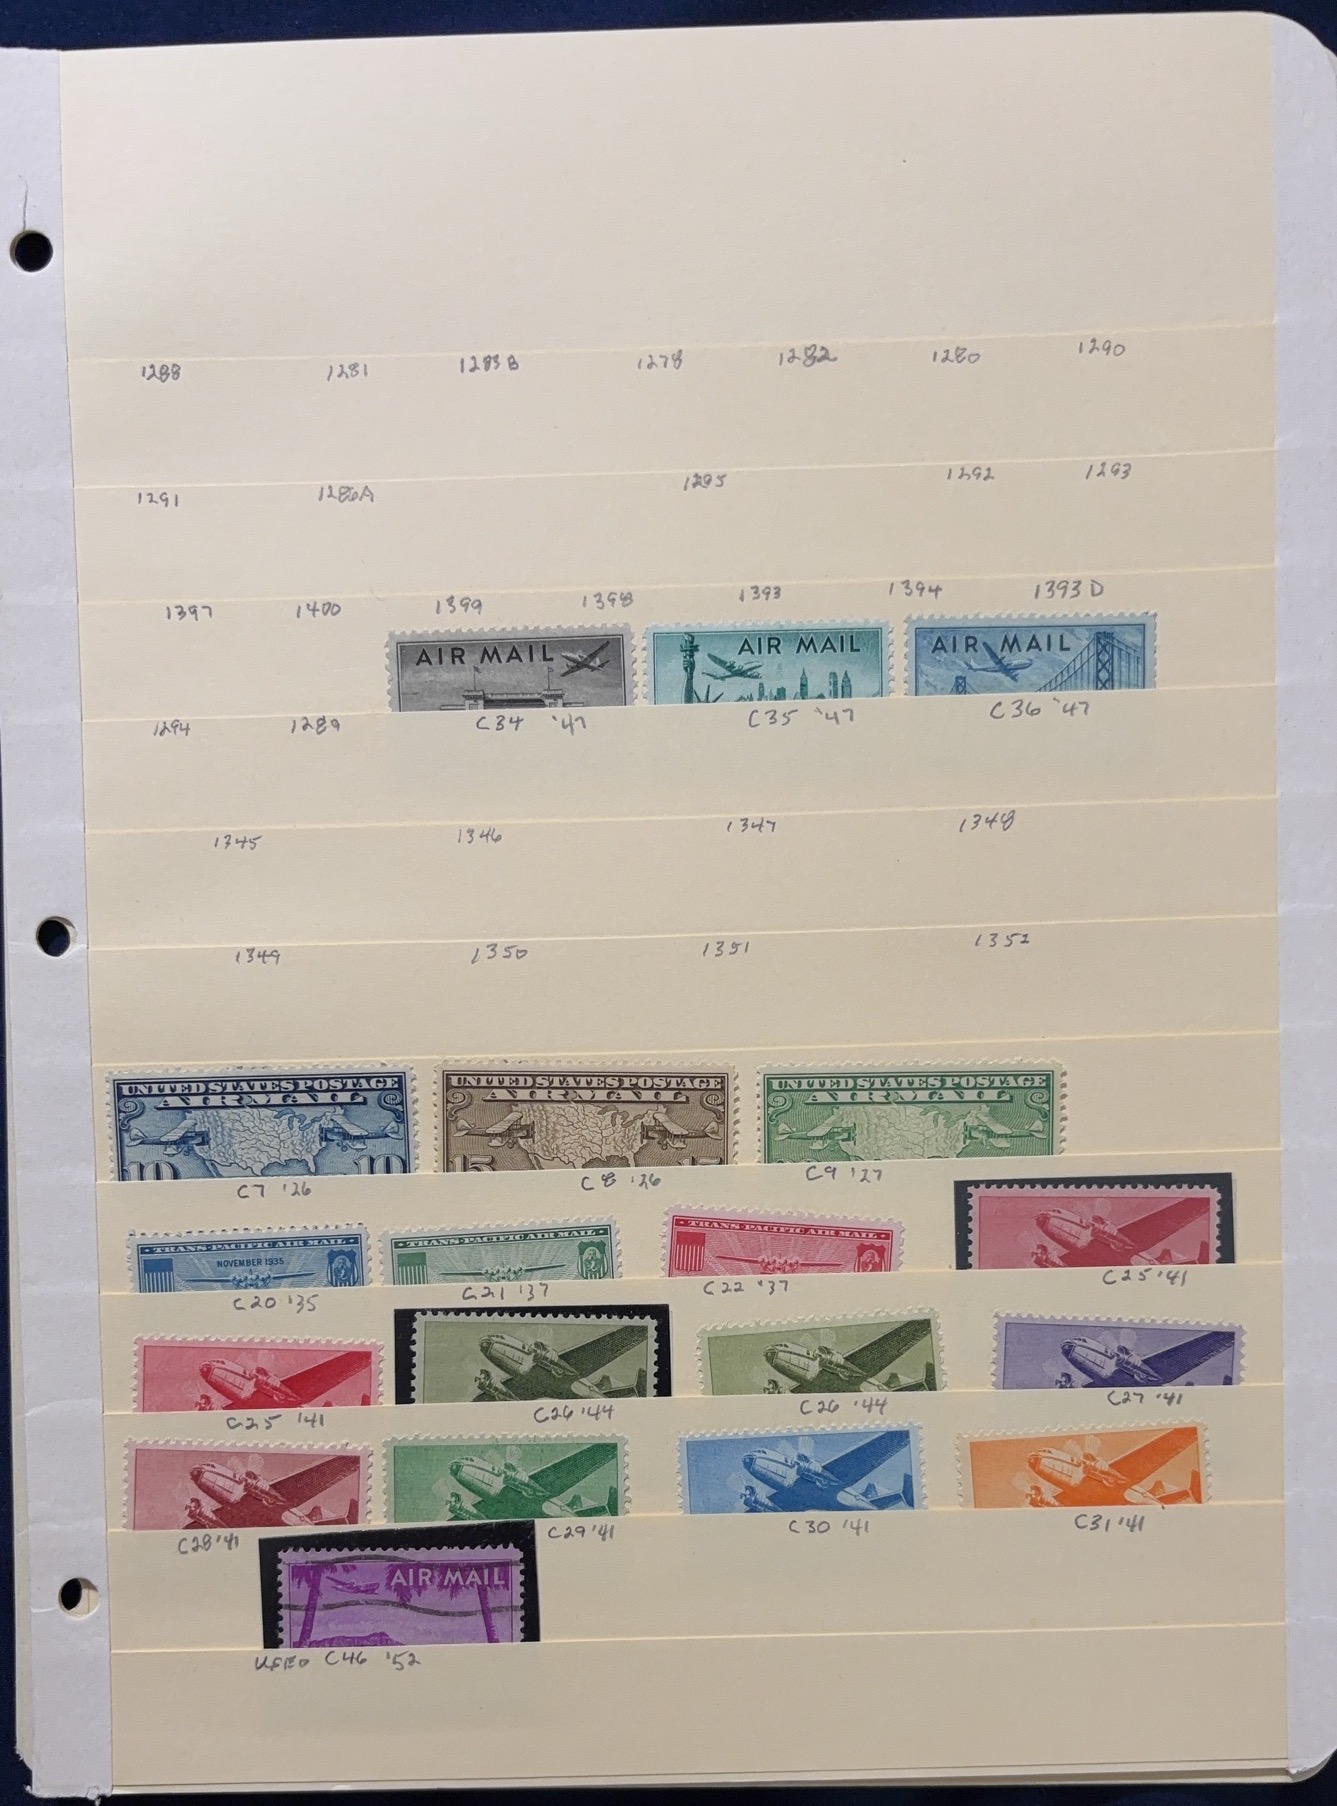 1288 1281 1283B 1278 1282 1280 1290
1291 1286A 1295 1292 1293
1397 1400 1399 1398 1393 1394 1393D
AIR MAIL AIR MAIL AIR MAIL
1294 1289 C34 '47 C35 '47 C36 '47
1345 1346 1347 1348
1349 1350 1351 1352
UNITED STATES POSTAGE UNITED STATES POSTAGE UNITED STATES POSTAGE
AIR MAIL AIR MAIL AIR MAIL
10 10 15 15
C7 '26 C8 '26 C9 '27
TRANS-PACIFIC AIR MAIL TRANS-PACIFIC AIR MAIL TRANS-PACIFIC AIR MAIL
NOVEMBER 1935
C20 '35 C21 '37 C22 '37 C25 '41
C25 '41 C26 '44 C26 '44 C27 '41
C28 '41 C29 '41 C30 '41 C31 '41
AIR MAIL
USED C46 '52